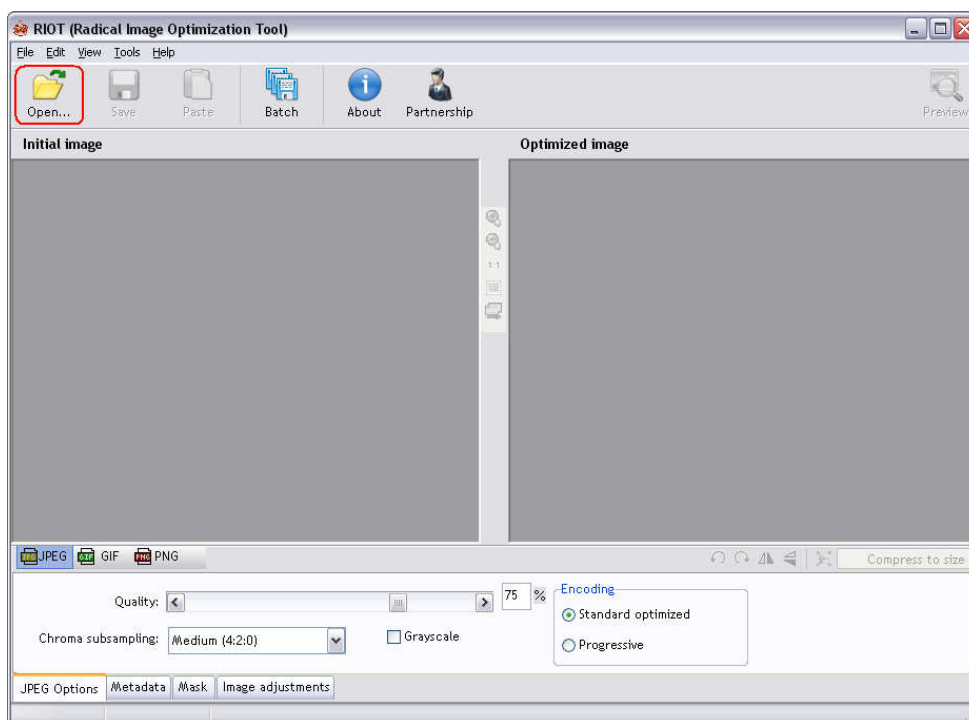 RIOT (Radical Image Optimization Tool)
File Edit View Tools Help
Open... Save Paste Batch About Partnership Preview
Initial image Optimized image
1:1
JPEG GIF PNG Compress to size
Quality: 75 % Encoding
Standard optimized
Chroma subsampling: Medium (4:2:0) Grayscale
Progressive
JPEG Options Metadata Mask Image adjustments